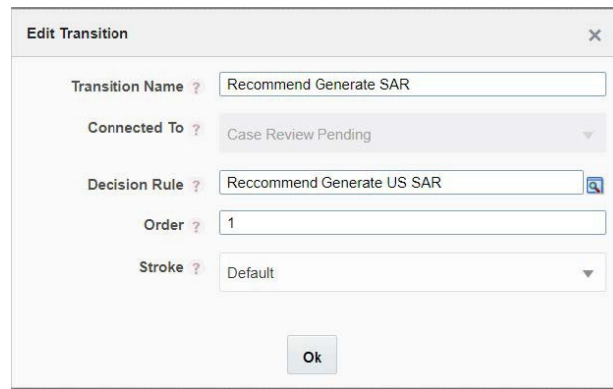 Edit Transition
Transition Name ? Recommend Generate SAR
Connected To ? Case Review Pending
Decision Rule ? Reccommend Generate US SAR
Order ? 1
Stroke ? Default
Ok